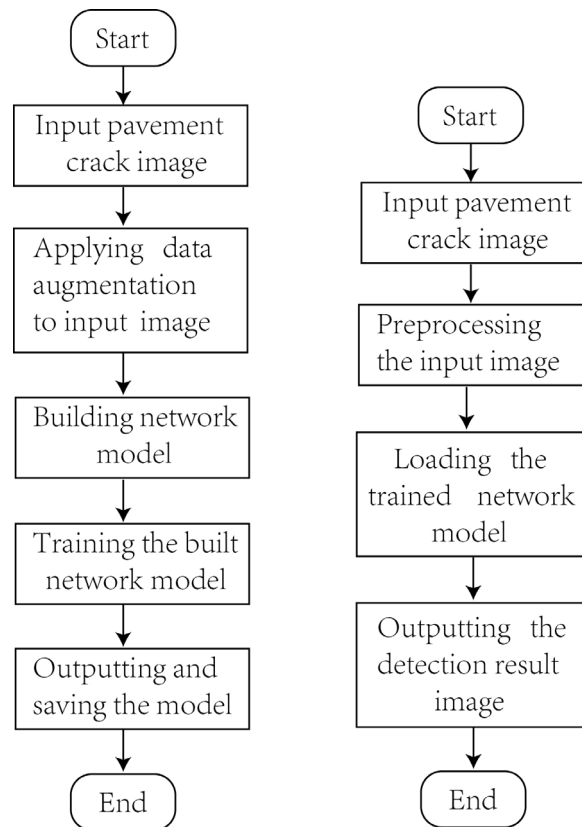 Start
Input pavement
crack image
Applying data
augmentation
to input image
Building network
model
Training the built
network model
Outputting and
saving the model
End
Start
Input pavement
crack image
Preprocessing
the input image
Loading the
trained network
model
Outputting the
detection result
image
End